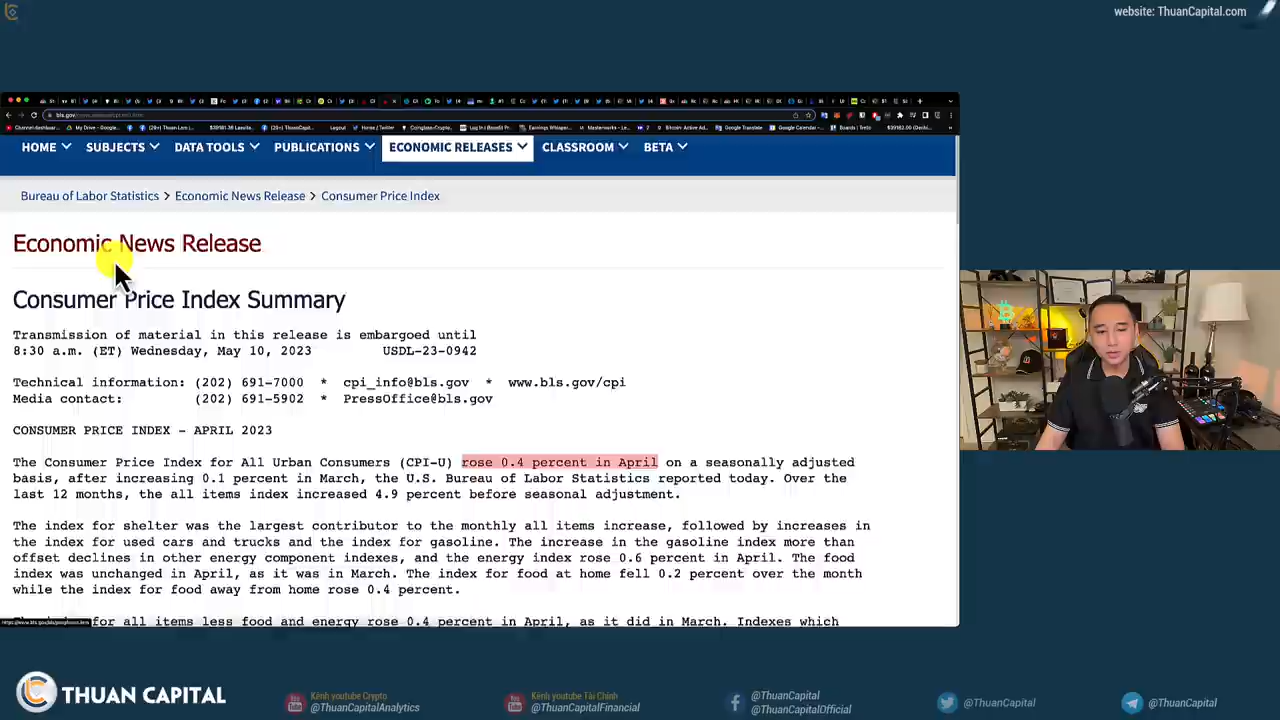 website: ThuanCapital.com
HOME
SUBJECTS
DATA TOOLS
PUBLICATIONS
ECONOMIC RELEASES
CLASSROOM
BETA
Bureau of Labor Statistics > Economic News Release > Consumer Price Index
Economic News Release
Consumer Price Index Summary
Transmission of material in this release is embargoed until
8:30 a.m. (ET) Wednesday, May 10, 2023 USDL-23-0942
Technical information: (202) 691-7000 * cpi_info@bls.gov * www.bls.gov/cpi
Media contact: (202) 691-5902 * PressOffice@bls.gov
CONSUMER PRICE INDEX - APRIL 2023
The Consumer Price Index for All Urban Consumers (CPI-U) rose 0.4 percent in April on a seasonally adjusted
basis, after increasing 0.1 percent in March, the U.S. Bureau of Labor Statistics reported today. Over the
last 12 months, the all items index increased 4.9 percent before seasonal adjustment.
The index for shelter was the largest contributor to the monthly all items increase, followed by increases in
the index for used cars and trucks and the index for gasoline. The increase in the gasoline index more than
offset declines in other energy component indexes, and the energy index rose 0.6 percent in April. The food
index was unchanged in April, as it was in March. The index for food at home fell 0.2 percent over the month
while the index for food away from home rose 0.4 percent.
for all items less food and energy rose 0.4 percent in April, as it did in March. Indexes which
THUAN CAPITAL
Kênh youtube Crypto
@ThuanCapitalAnalytics
Kênh youtube Tài Chính
@ThuanCapitalFinancial
@ThuanCapital
@ThuanCapitalOfficial
@ThuanCapital
@ThuanCapital